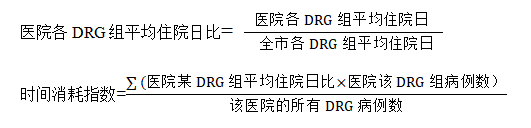 医院各 DRG 组平均住院日比= 医院各 DRG 组平均住院日 / 全市各 DRG 组平均住院日
时间消耗指数= ∑（医院某 DRG 组平均住院日比×医院该 DRG 组病例数） / 该医院的所有 DRG 病例数